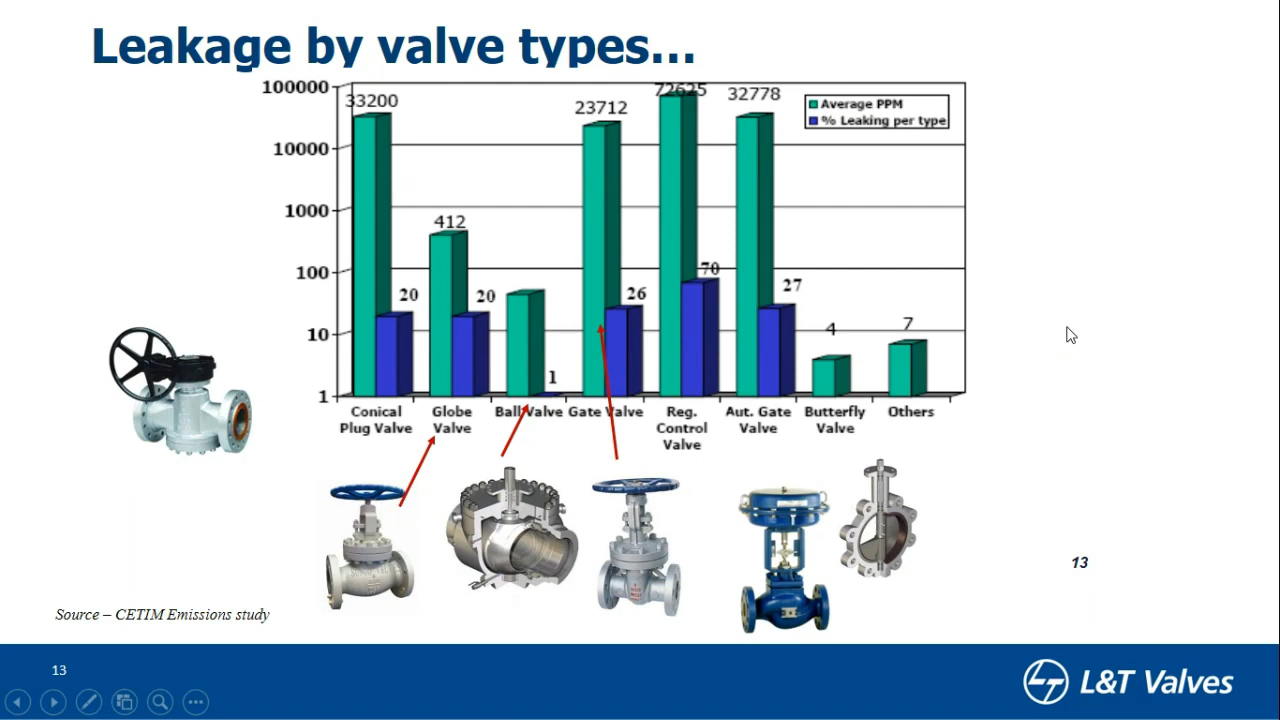 Leakage by valve types...
100000
10000
1000
100
10
1
33200
412
23712
72625
32778
4
7
20
20
1
26
70
27
Average PPM
% Leaking per type
Conical
Plug Valve
Globe
Valve
Ball Valve
Gate Valve
Reg.
Control
Valve
Aut. Gate
Valve
Butterfly
Valve
Others
13
Source – CETIM Emissions study
13
L&T Valves